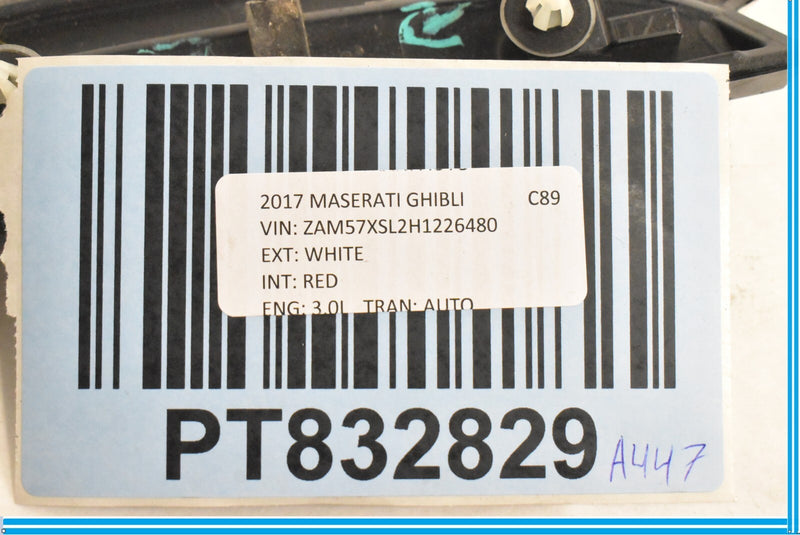 2017 MASERATI GHIBLI C89
VIN: ZAM57XSL2H1226480
EXT: WHITE
INT: RED
ENG: 3.0L TRAN: AUTO
PT832829
A447